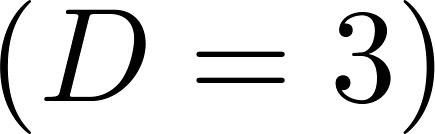 (D = 3)